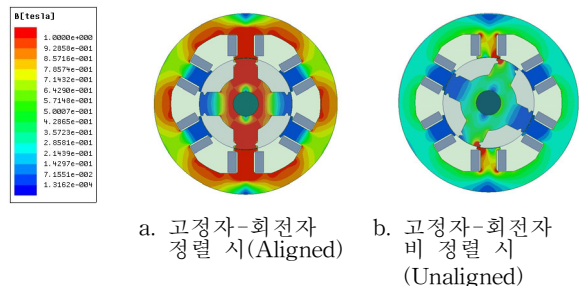 B[tesla]
1.0000e+000
9.2858e-001
8.5716e-001
7.8574e-001
7.1432e-001
6.4290e-001
5.7148e-001
5.0007e-001
4.2865e-001
3.5723e-001
2.8581e-001
2.1439e-001
1.4297e-001
7.1551e-002
1.3162e-004
a. 고정자-회전자
정렬 시(Aligned)
b. 고정자-회전자
비 정렬 시
(Unaligned)